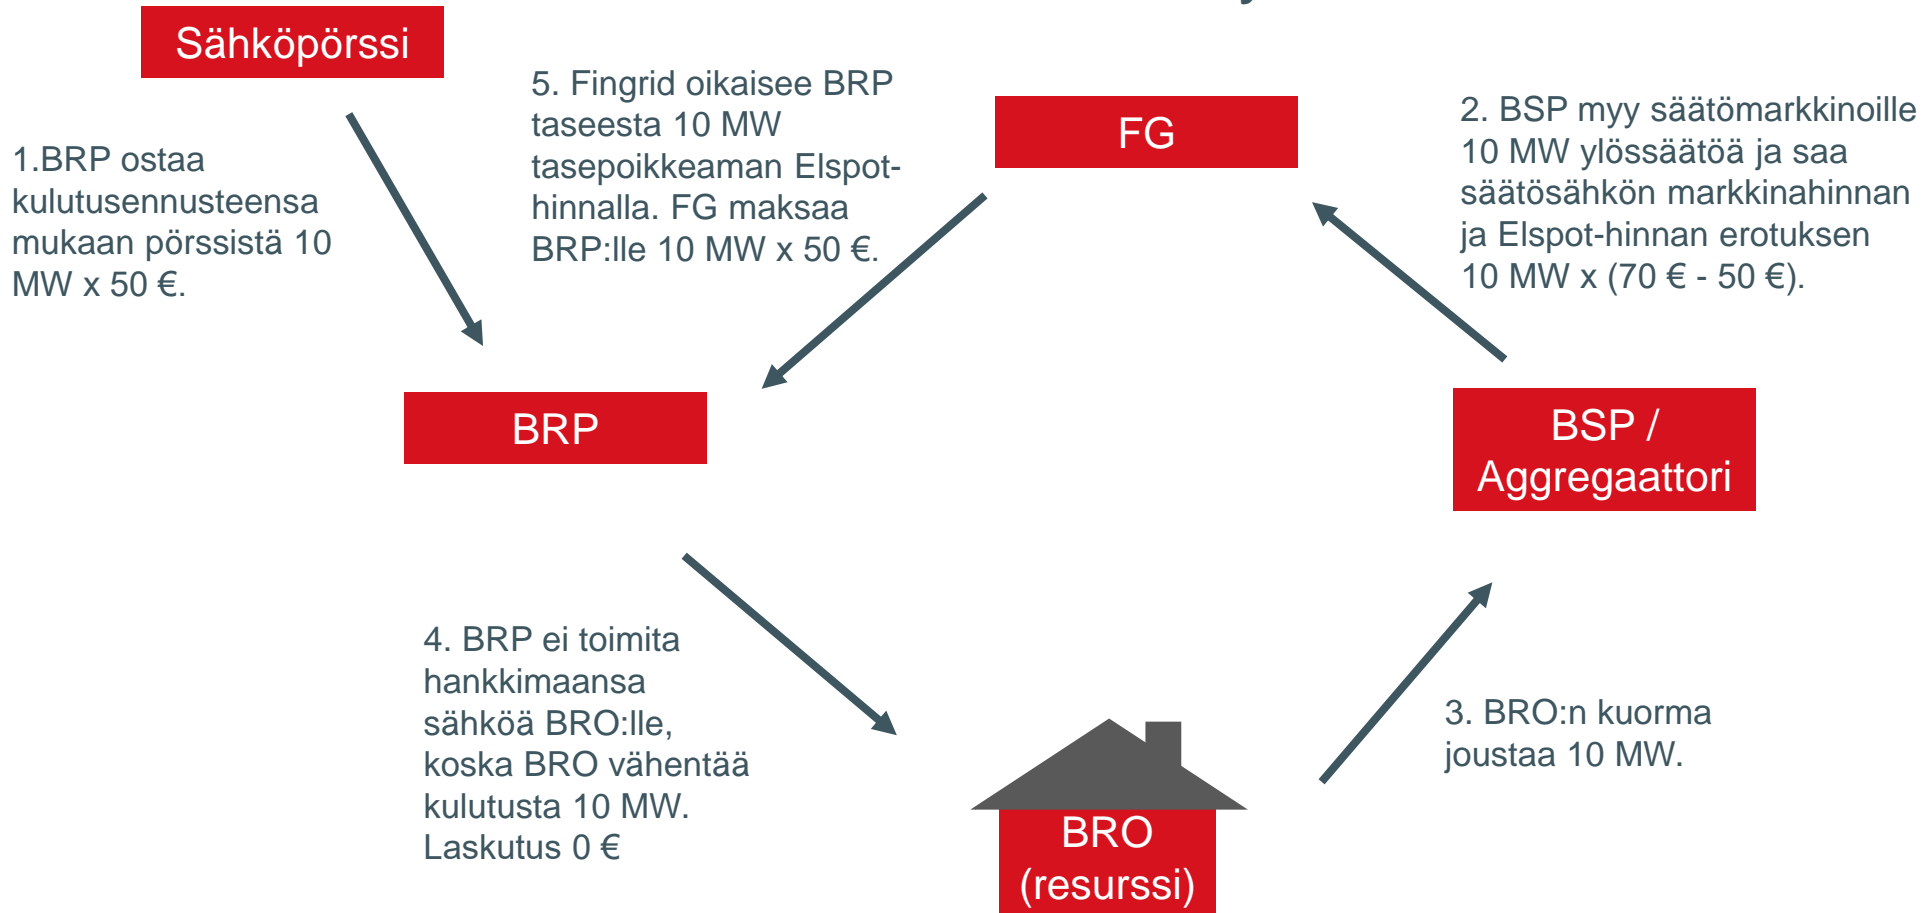 Sähköpörssi
1.BRP ostaa
kulutusennusteensa
mukaan pörssistä 10
MW x 50 €.
5. Fingrid oikaisee BRP
taseesta 10 MW
tasepoikkeaman Elspot-
hinnalla. FG maksaa
BRP:lle 10 MW x 50 €.
FG
2. BSP myy säätömarkkinoille
10 MW ylössäätöä ja saa
säätösähkön markkinahinnan
ja Elspot-hinnan erotuksen
10 MW x (70 € - 50 €).
BRP
BSP /
Aggregaattori
4. BRP ei toimita
hankkimaansa
sähköä BRO:lle,
koska BRO vähentää
kulutusta 10 MW.
Laskutus 0 €
3. BRO:n kuorma
joustaa 10 MW.
BRO
(resurssi)